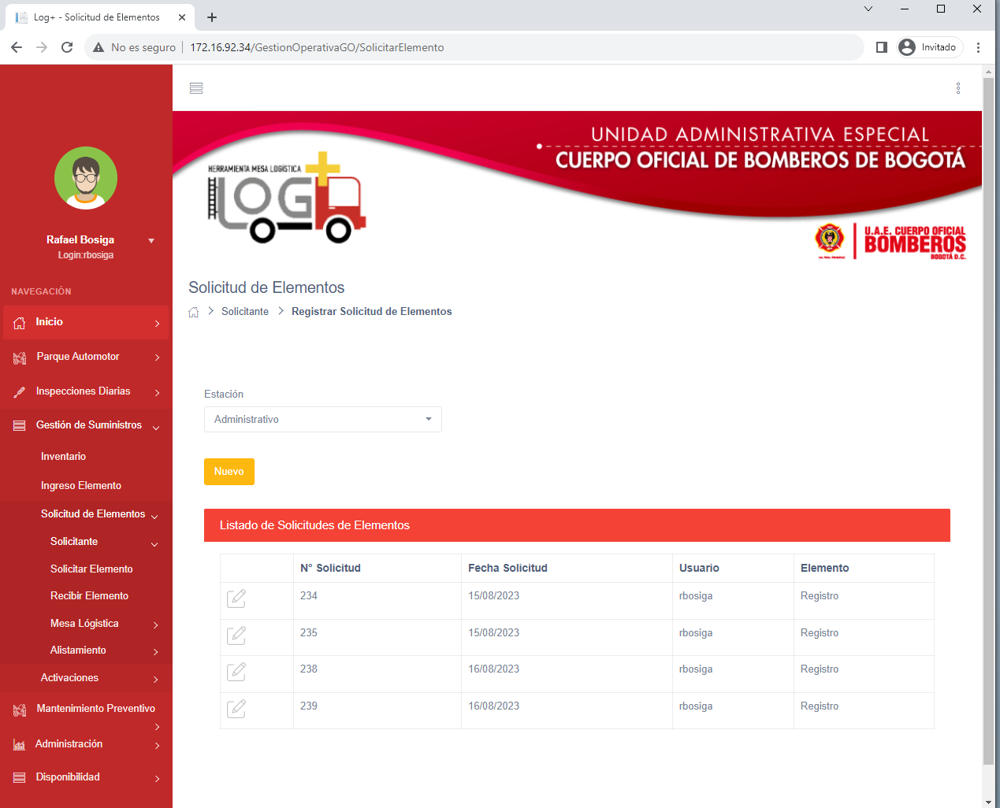 Log+ - Solicitud de Elementos
No es seguro
172.16.92.34/GestionOperativaGO/SolicitarElemento
Invitado
Rafael Bosiga
Login:rbosiga
NAVEGACIÓN
Inicio
Parque Automotor
Inspecciones Diarias
Gestión de Suministros
Inventario
Ingreso Elemento
Solicitud de Elementos
Solicitante
Solicitar Elemento
Recibir Elemento
Mesa Lógistica
Alistamiento
Activaciones
Mantenimiento Preventivo
Administración
Disponibilidad
HERRAMIENTA MESA LOGÍSTICA
LOG
UNIDAD ADMINISTRATIVA ESPECIAL
CUERPO OFICIAL DE BOMBEROS DE BOGOTÁ
U.A.E. CUERPO OFICIAL
BOMBEROS
BOGOTÁ D.C.
Solicitud de Elementos
Solicitante > Registrar Solicitud de Elementos
Estación
Administrativo
Nuevo
Listado de Solicitudes de Elementos
N° Solicitud Fecha Solicitud Usuario Elemento
234 15/08/2023 rbosiga Registro
235 15/08/2023 rbosiga Registro
238 16/08/2023 rbosiga Registro
239 16/08/2023 rbosiga Registro